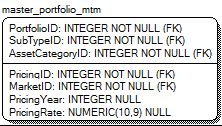 master_portfolio_mtm
PortfolioID: INTEGER NOT NULL (FK)
SubTypeID: INTEGER NOT NULL (FK)
AssetCategoryID: INTEGER NOT NULL (FK)
PricingID: INTEGER NOT NULL (FK)
MarketID: INTEGER NOT NULL (FK)
PricingYear: INTEGER NULL
PricingRate: NUMERIC(10,9) NULL